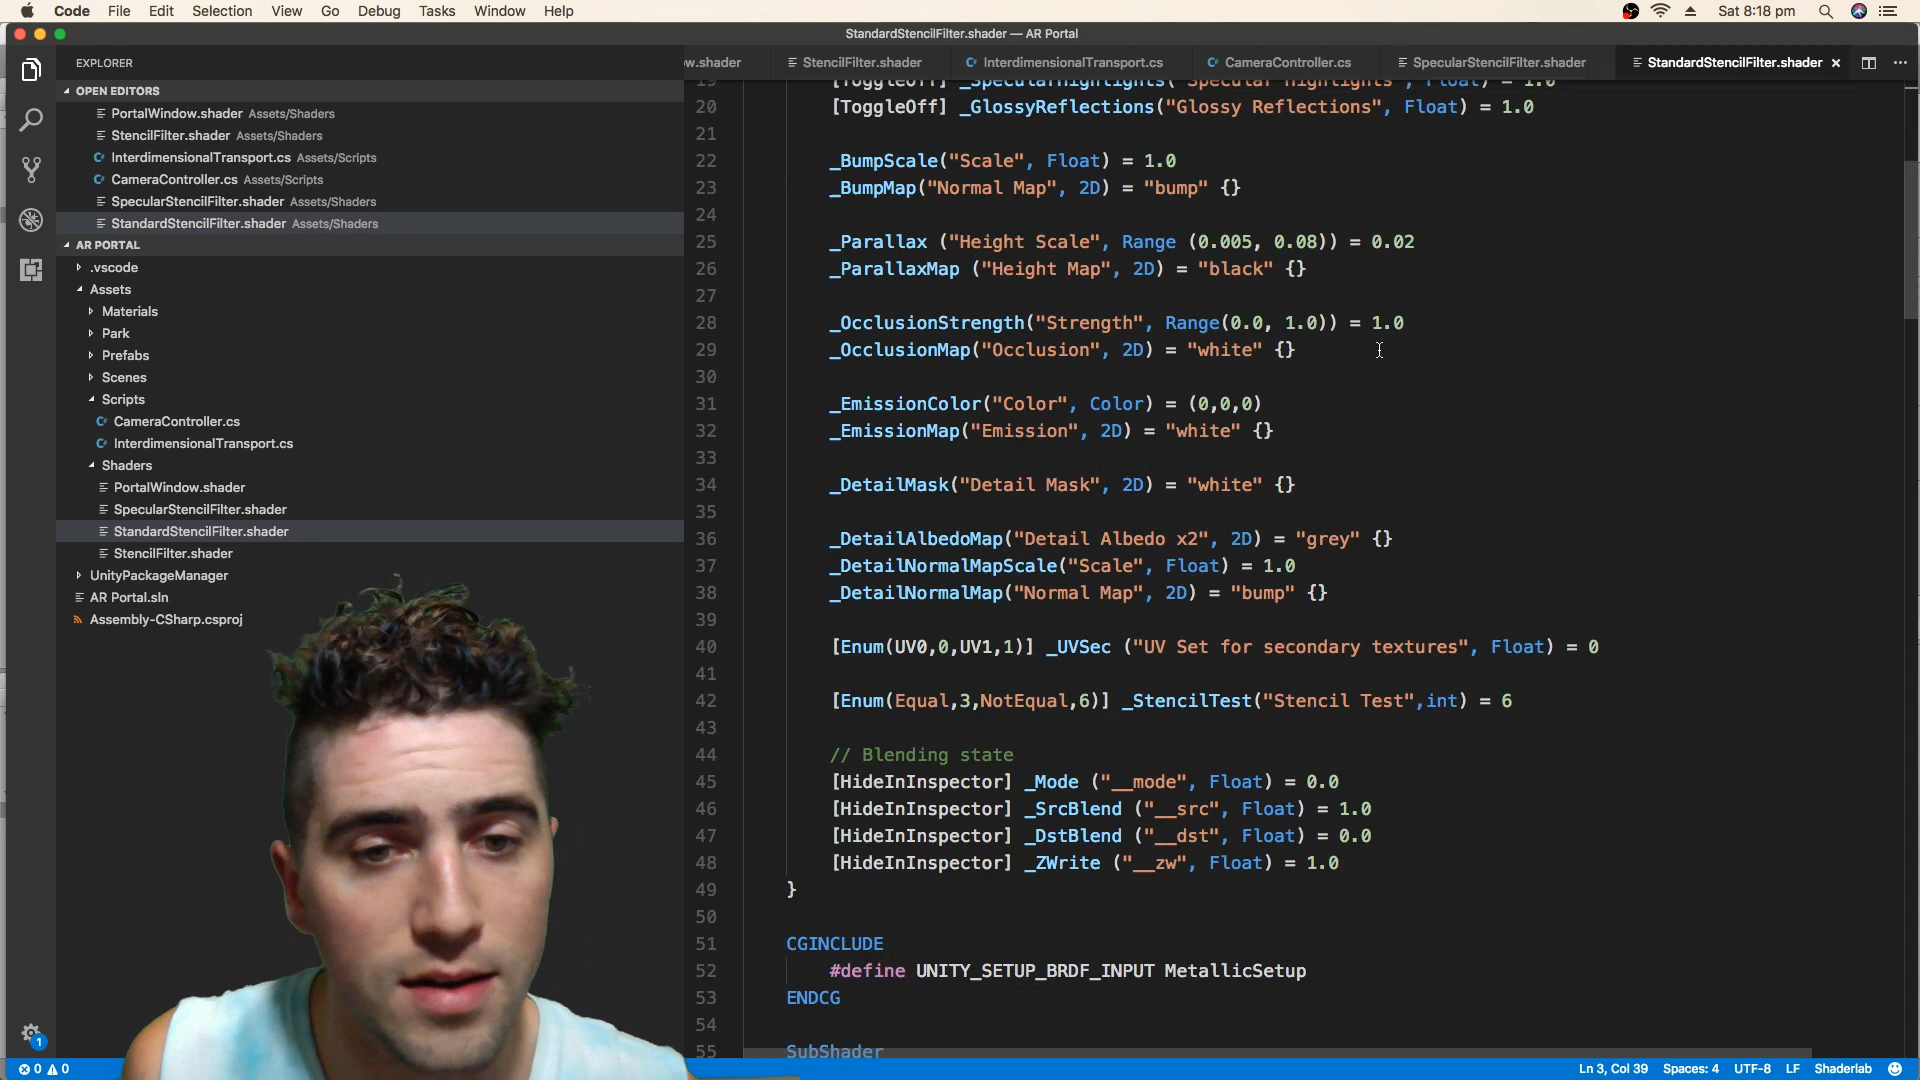 Code File Edit Selection View Go Debug Tasks Window Help
Sat 8:18 pm
StandardStencilFilter.shader — AR Portal
EXPLORER
w.shader StencilFilter.shader InterdimensionalTransport.cs CameraController.cs SpecularStencilFilter.shader StandardStencilFilter.shader
OPEN EDITORS
PortalWindow.shader Assets/Shaders
StencilFilter.shader Assets/Shaders
InterdimensionalTransport.cs Assets/Scripts
CameraController.cs Assets/Scripts
SpecularStencilFilter.shader Assets/Shaders
StandardStencilFilter.shader Assets/Shaders
AR PORTAL
.vscode
Assets
Materials
Park
Prefabs
Scenes
Scripts
CameraController.cs
InterdimensionalTransport.cs
Shaders
PortalWindow.shader
SpecularStencilFilter.shader
StandardStencilFilter.shader
StencilFilter.shader
UnityPackageManager
AR Portal.sln
Assembly-CSharp.csproj
19 [ToggleOff] _SpecularHighlights("Specular Highlights", Float) = 1.0
20 [ToggleOff] _GlossyReflections("Glossy Reflections", Float) = 1.0
21
22 _BumpScale("Scale", Float) = 1.0
23 _BumpMap("Normal Map", 2D) = "bump" {}
24
25 _Parallax ("Height Scale", Range (0.005, 0.08)) = 0.02
26 _ParallaxMap ("Height Map", 2D) = "black" {}
27
28 _OcclusionStrength("Strength", Range(0.0, 1.0)) = 1.0
29 _OcclusionMap("Occlusion", 2D) = "white" {}
30
31 _EmissionColor("Color", Color) = (0,0,0)
32 _EmissionMap("Emission", 2D) = "white" {}
33
34 _DetailMask("Detail Mask", 2D) = "white" {}
35
36 _DetailAlbedoMap("Detail Albedo x2", 2D) = "grey" {}
37 _DetailNormalMapScale("Scale", Float) = 1.0
38 _DetailNormalMap("Normal Map", 2D) = "bump" {}
39
40 [Enum(UV0,0,UV1,1)] _UVSec ("UV Set for secondary textures", Float) = 0
41
42 [Enum(Equal,3,NotEqual,6)] _StencilTest("Stencil Test",int) = 6
43
44 // Blending state
45 [HideInInspector] _Mode ("__mode", Float) = 0.0
46 [HideInInspector] _SrcBlend ("__src", Float) = 1.0
47 [HideInInspector] _DstBlend ("__dst", Float) = 0.0
48 [HideInInspector] _ZWrite ("__zw", Float) = 1.0
49 }
50
51 CGINCLUDE
52 #define UNITY_SETUP_BRDF_INPUT MetallicSetup
53 ENDCG
54
55 SubShader
1
0 0
Ln 3, Col 39 Spaces: 4 UTF-8 LF Shaderlab